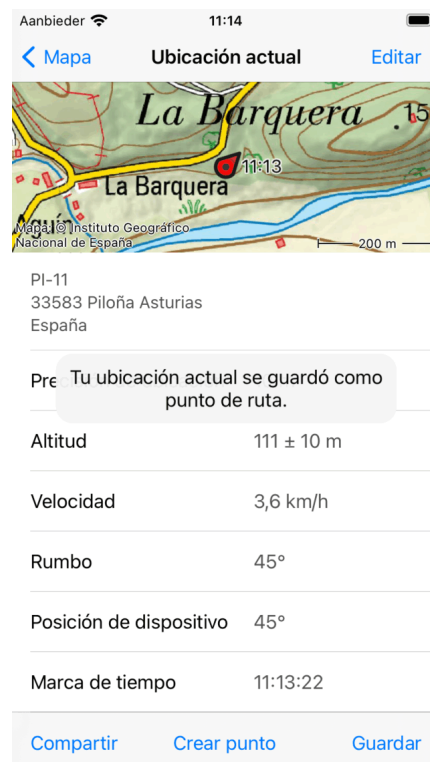 Aanbieder 11:14
Mapa Ubicación actual Editar
La Barquera
.15
11:13
La Barquera
Mapa: © Instituto Geográfico
Nacional de España
200 m
PI-11
33583 Piloña Asturias
España
Tu ubicación actual se guardó como
punto de ruta.
Altitud 111 ± 10 m
Velocidad 3,6 km/h
Rumbo 45°
Posición de dispositivo 45°
Marca de tiempo 11:13:22
Compartir Crear punto Guardar